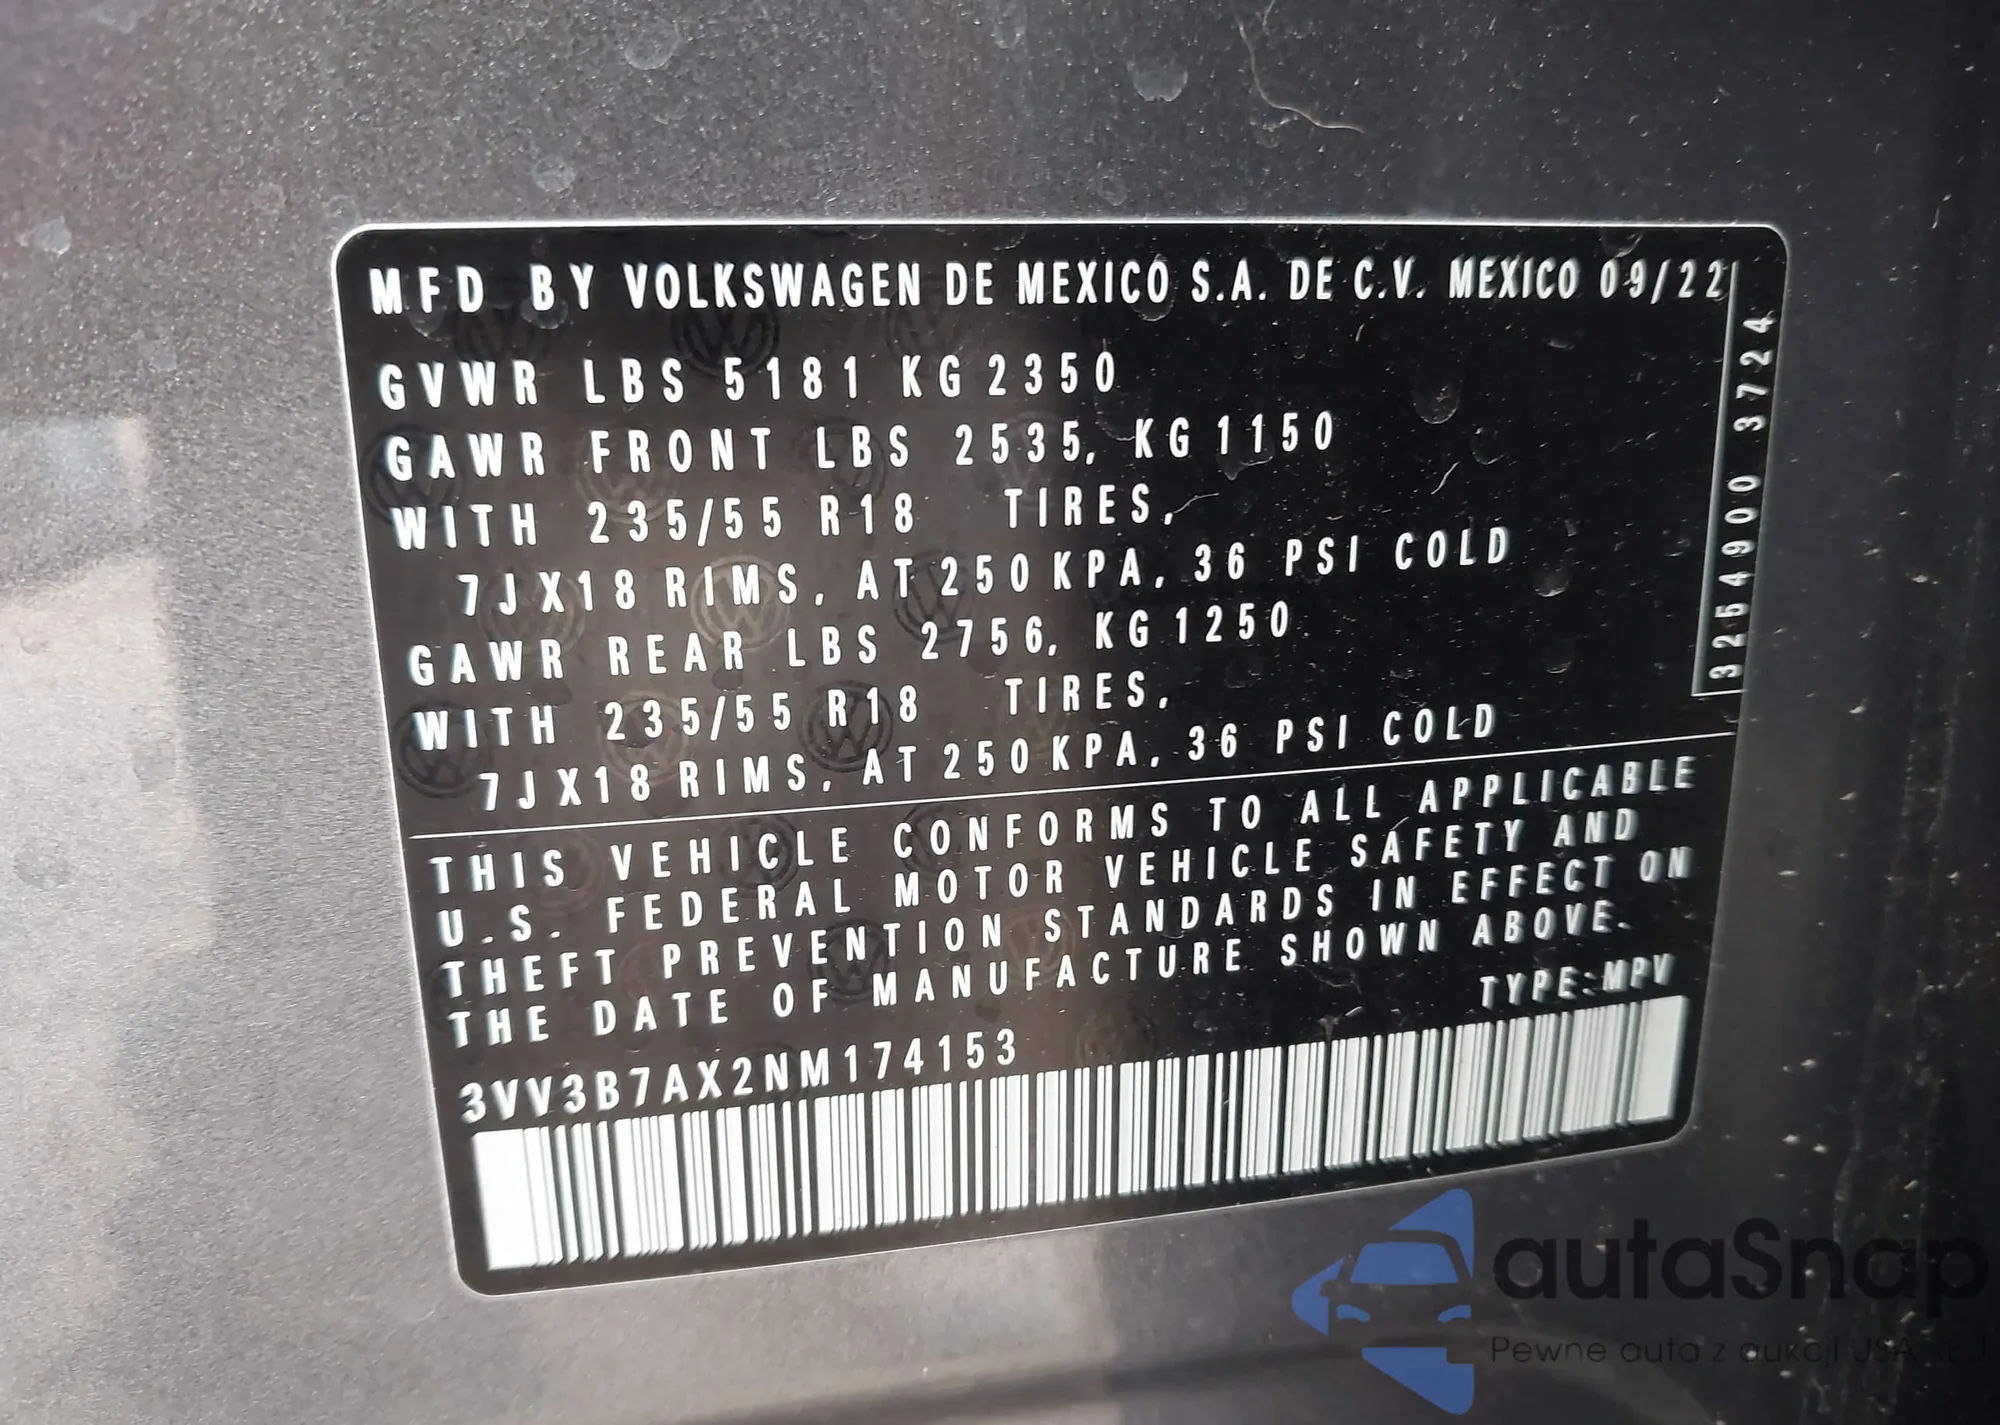 MFD BY VOLKSWAGEN DE MEXICO S.A. DE C.V. MEXICO 09/22
GVWR LBS 5181 KG 2350
GAWR FRONT LBS 2535, KG 1150
WITH 235/55 R18 TIRES,
7JX18 RIMS, AT 250 KPA, 36 PSI COLD
GAWR REAR LBS 2756, KG 1250
WITH 235/55 R18 TIRES,
7JX18 RIMS, AT 250 KPA, 36 PSI COLD
3254900 3724
THIS VEHICLE CONFORMS TO ALL APPLICABLE
U.S. FEDERAL MOTOR VEHICLE SAFETY AND
THEFT PREVENTION STANDARDS IN EFFECT ON
THE DATE OF MANUFACTURE SHOWN ABOVE.
TYPE: MPV
3VV3B7AX2NM174153
autaSnap
Pewne auta z aukcji USA